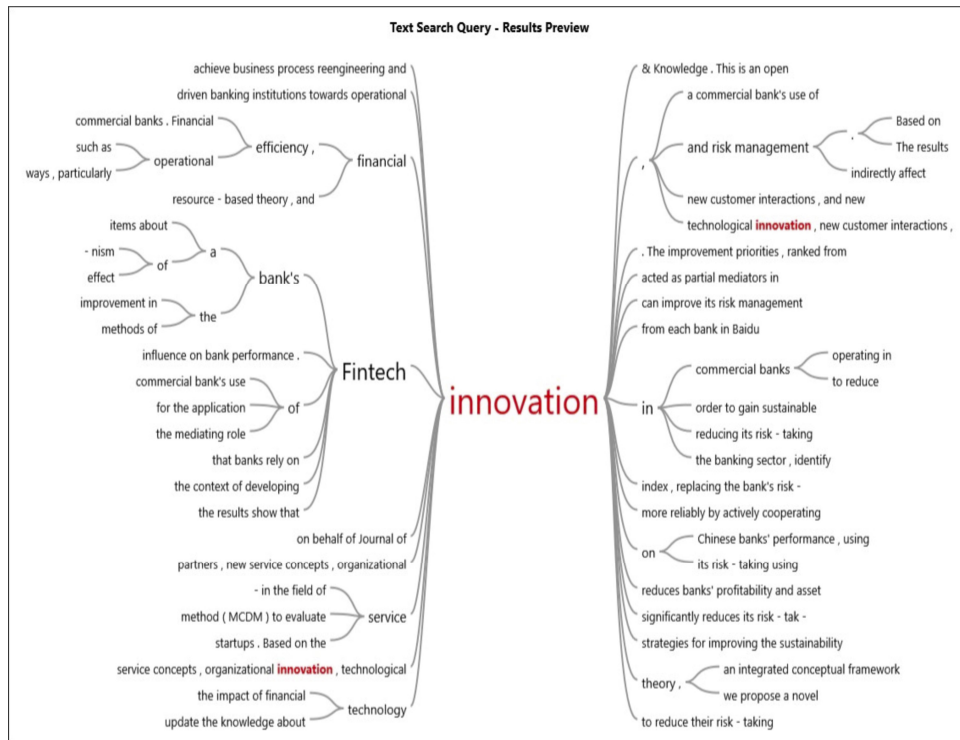 Text Search Query - Results Preview
achieve business process reengineering and
driven banking institutions towards operational
commercial banks . Financial
such as
ways , particularly
operational
efficiency ,
resource - based theory , and
financial
items about
- nism
effect
of
a
improvement in
methods of
the
bank's
influence on bank performance .
commercial bank's use
for the application
the mediating role
of
that banks rely on
the context of developing
the results show that
Fintech
on behalf of Journal of
partners , new service concepts , organizational
- in the field of
method ( MCDM ) to evaluate
startups . Based on the
service
service concepts , organizational innovation , technological
the impact of financial
update the knowledge about
technology
innovation
& Knowledge . This is an open
,
a commercial bank's use of
and risk management
.
Based on
The results
indirectly affect
new customer interactions , and new
technological innovation , new customer interactions ,
. The improvement priorities , ranked from
acted as partial mediators in
can improve its risk management
from each bank in Baidu
in
commercial banks
operating in
to reduce
order to gain sustainable
reducing its risk - taking
the banking sector , identify
index , replacing the bank's risk -
more reliably by actively cooperating
on
Chinese banks' performance , using
its risk - taking using
reduces banks' profitability and asset
significantly reduces its risk - tak -
strategies for improving the sustainability
theory ,
an integrated conceptual framework
we propose a novel
to reduce their risk - taking